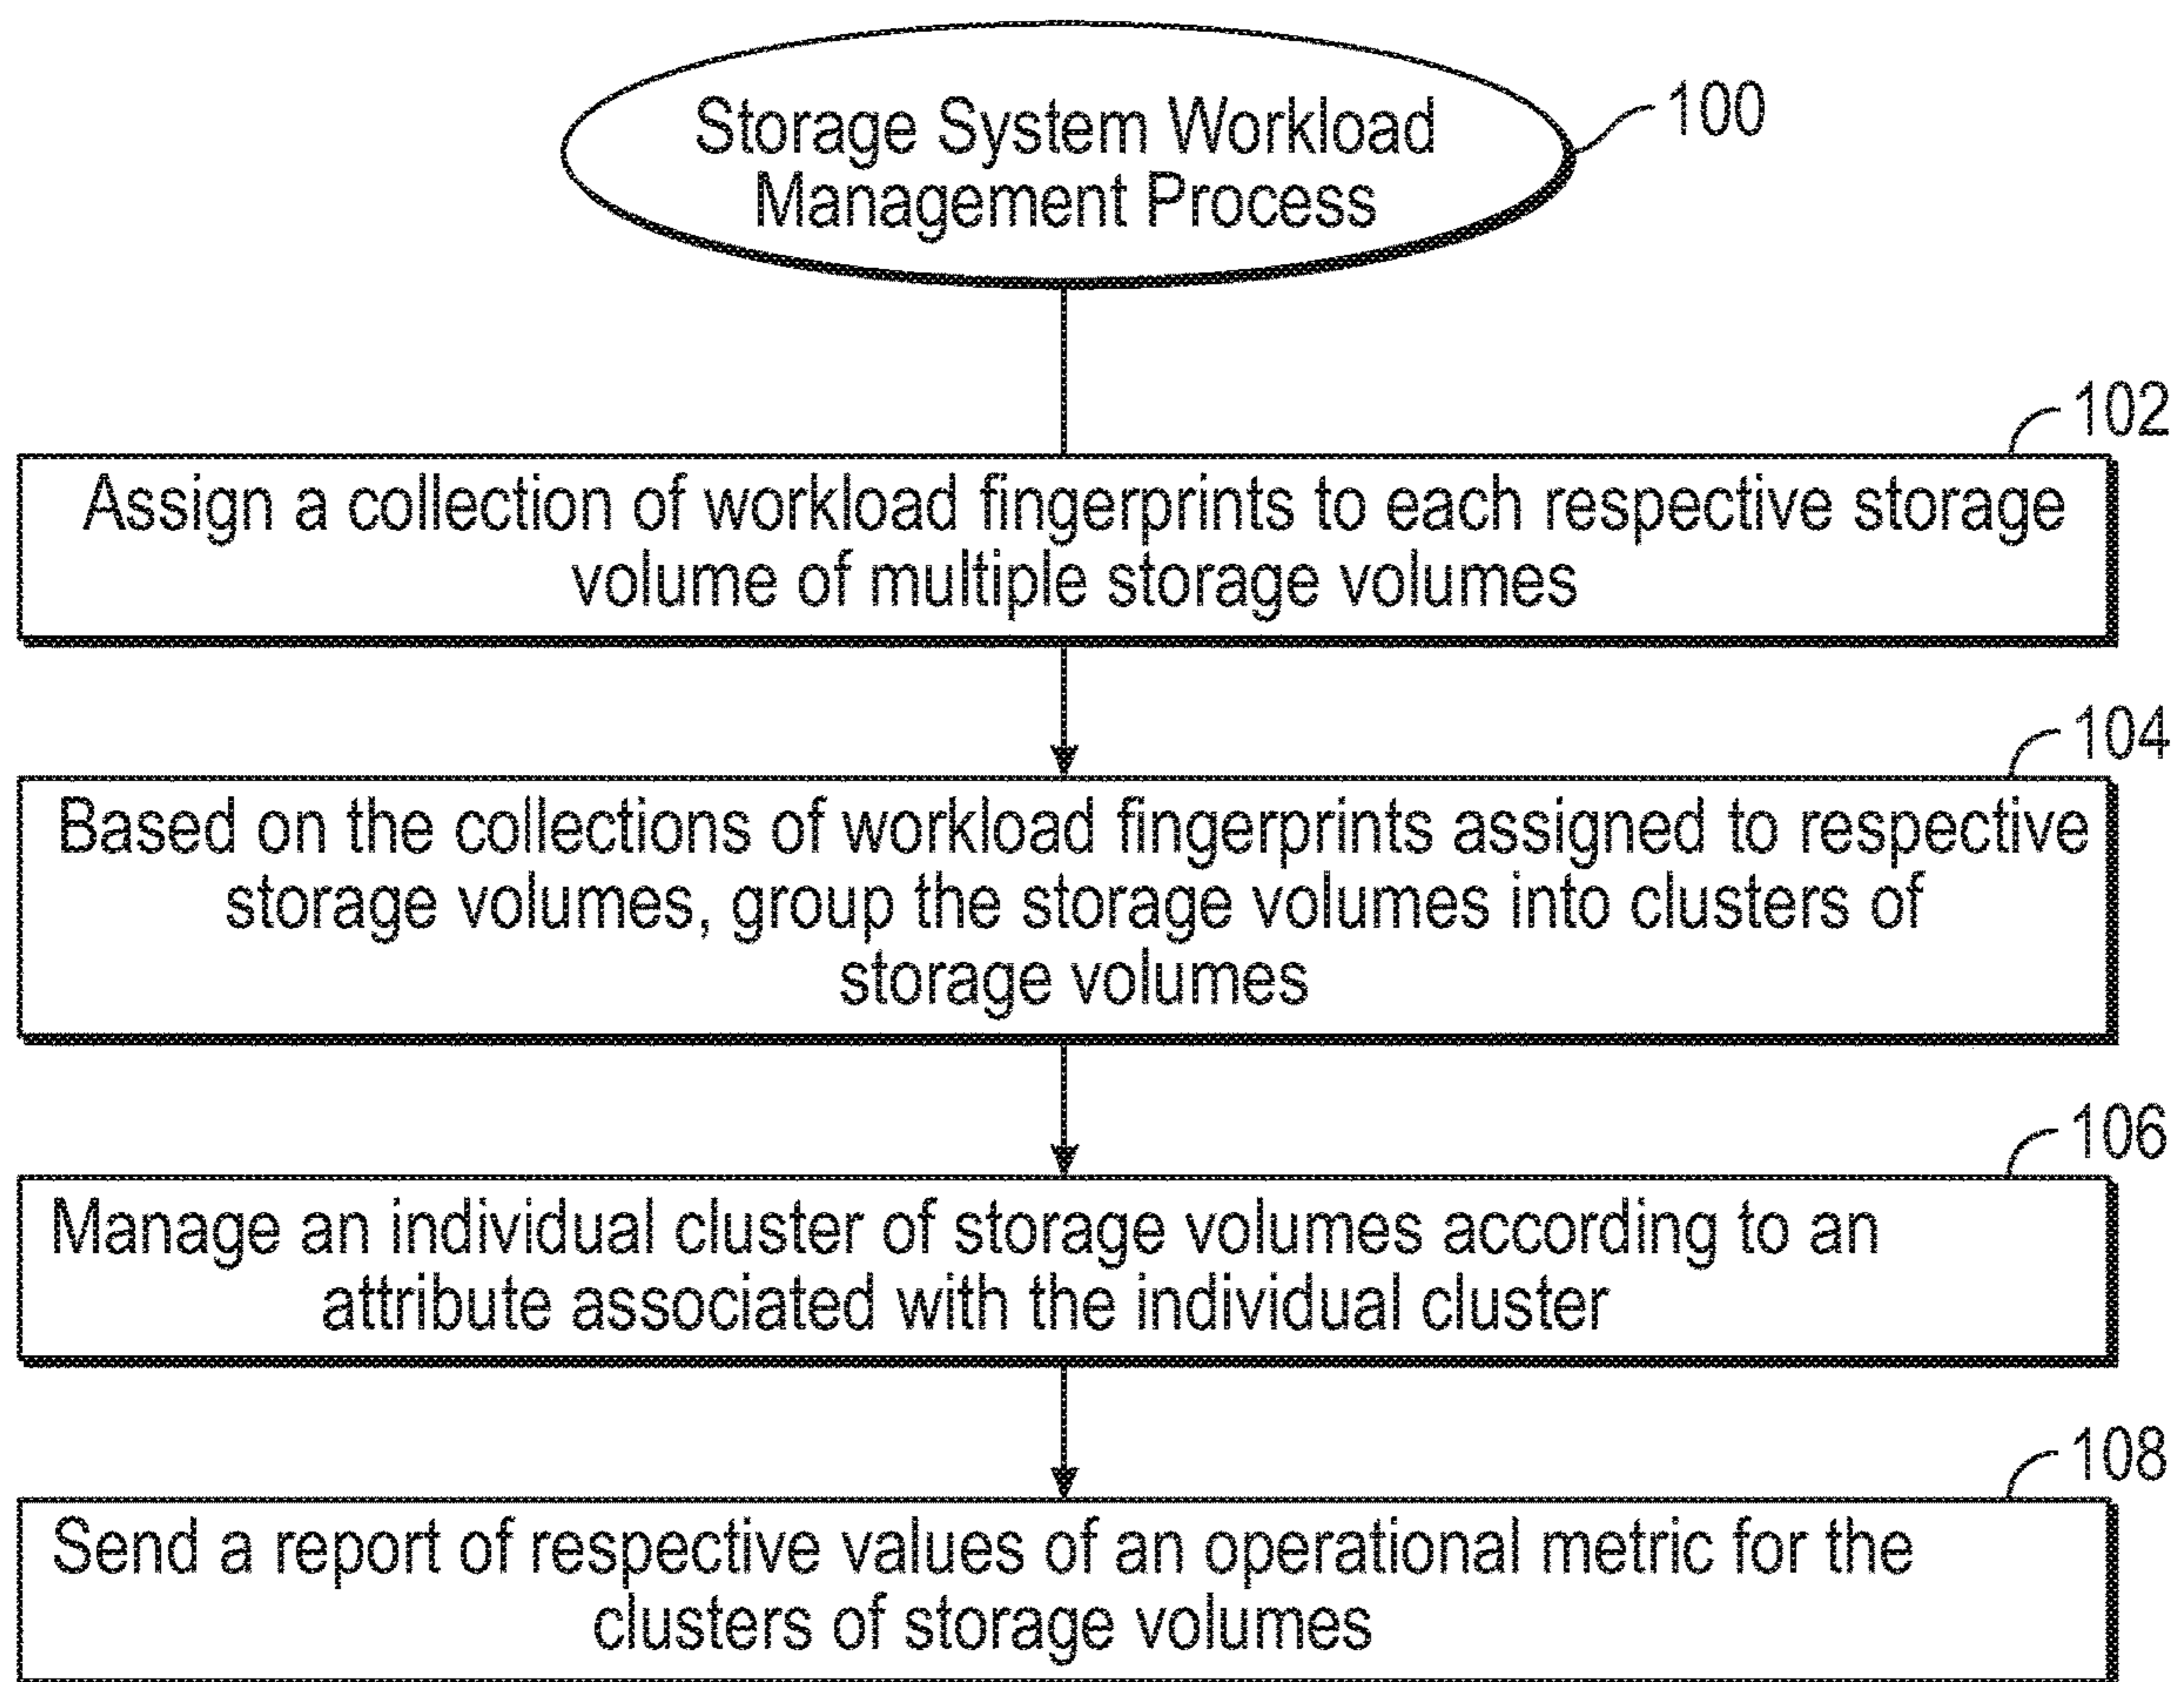 Storage System Workload
Management Process
100
102
Assign a collection of workload fingerprints to each respective storage
volume of multiple storage volumes
104
Based on the collections of workload fingerprints assigned to respective
storage volumes, group the storage volumes into clusters of
storage volumes
106
Manage an individual cluster of storage volumes according to an
attribute associated with the individual cluster
108
Send a report of respective values of an operational metric for the
clusters of storage volumes